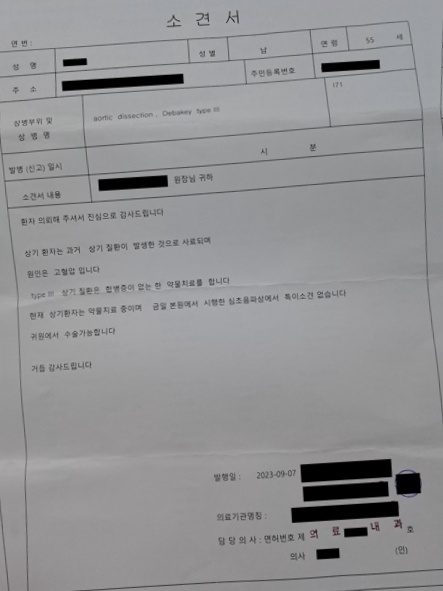 소 견 서
연 번 :
성 명
성 별 남 연 령 55 세
주 소
주민등록번호
상병부위 및
상 병 명
aortic dissection , Debakey type III
I71
발병 (신고) 일시
시 분
소견서 내용
원장님 귀하
환자 의뢰해 주셔서 진심으로 감사드립니다
상기 환자는 과거 상기 질환이 발생한 것으로 사료되며
원인은 고혈압 입니다
type III 상기 질환은 합병증이 없는 한 약물치료를 합니다
현재 상기환자는 약물치료 중이며 금일 본원에서 시행한 심초음파상에서 특이소견 없습니다
귀원에서 수술가능합니다
거듭 감사드립니다
발행일 : 2023-09-07
의료기관명칭 :
담 당 의 사 : 면허번호 제 의 료 내 과 호
의사 (인)